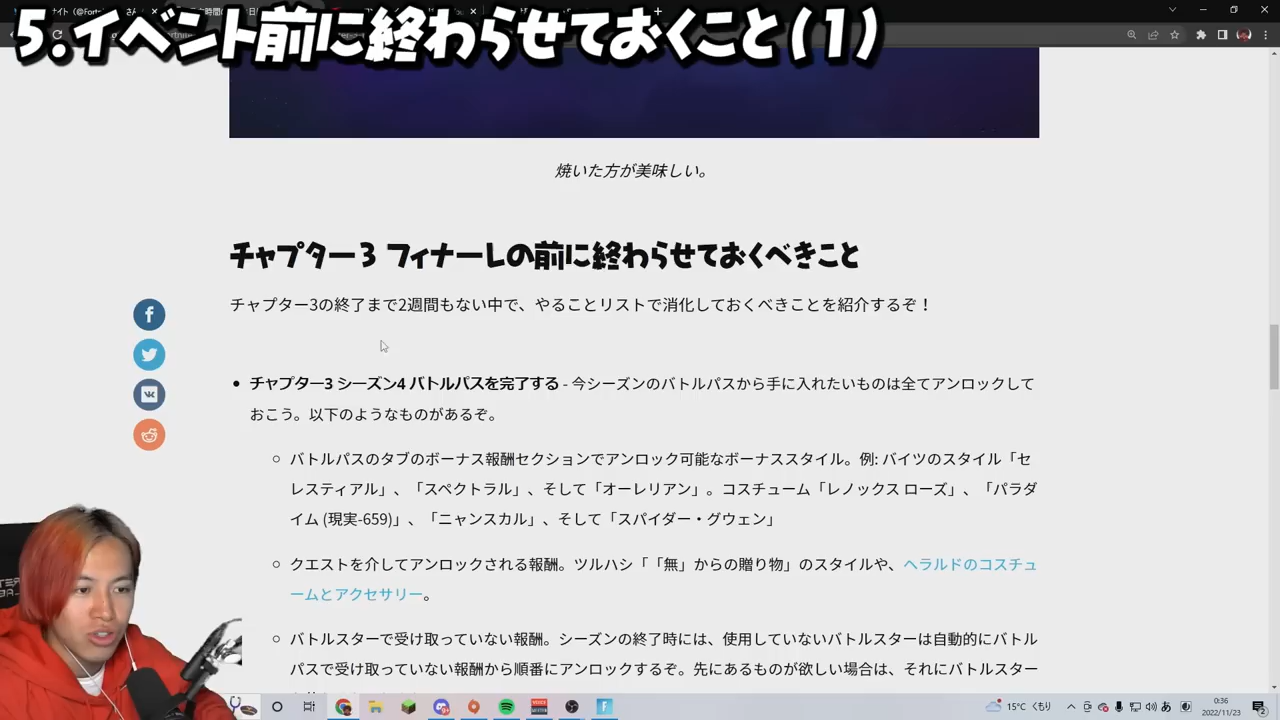 5.イベント前に終わらせておくこと(1)
焼いた方が美味しい。
チャプター3 フィナーレの前に終わらせておくべきこと
チャプター3の終了まで2週間もない中で、やることリストで消化しておくべきことを紹介するぞ！
• チャプター3 シーズン4 バトルパスを完了する - 今シーズンのバトルパスから手に入れたいものは全てアンロックして
おこう。以下のようなものがあるぞ。
○ バトルパスのタブのボーナス報酬セクションでアンロック可能なボーナススタイル。例: バイツのスタイル「セ
レスティアル」、「スペクトラル」、そして「オーレリアン」。コスチューム「レノックス ローズ」、「パラダ
イム (現実-659)」、「ニャンスカル」、そして「スパイダー・グウェン」
○ クエストを介してアンロックされる報酬。ツルハシ「「無」からの贈り物」のスタイルや、ヘラルドのコスチュ
ームとアクセサリー。
○ バトルスターで受け取っていない報酬。シーズンの終了時には、使用していないバトルスターは自動的にバトル
パスで受け取っていない報酬から順番にアンロックするぞ。先にあるものが欲しい場合は、それにバトルスター
15℃ くもり
0:36
2022/11/23